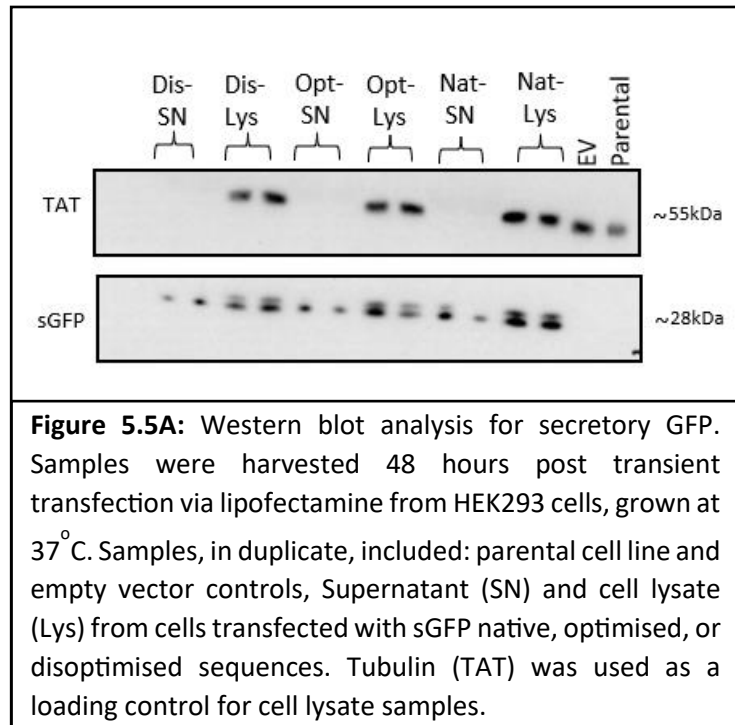 Dis-
SN
Dis-
Lys
Opt-
SN
Opt-
Lys
Nat-
SN
Nat-
Lys
EV
Parental
TAT
~55kDa
sGFP
~28kDa
Figure 5.5A: Western blot analysis for secretory GFP.
Samples were harvested 48 hours post transient
transfection via lipofectamine from HEK293 cells, grown at
37°C. Samples, in duplicate, included: parental cell line and
empty vector controls, Supernatant (SN) and cell lysate
(Lys) from cells transfected with sGFP native, optimised, or
disoptimised sequences. Tubulin (TAT) was used as a
loading control for cell lysate samples.